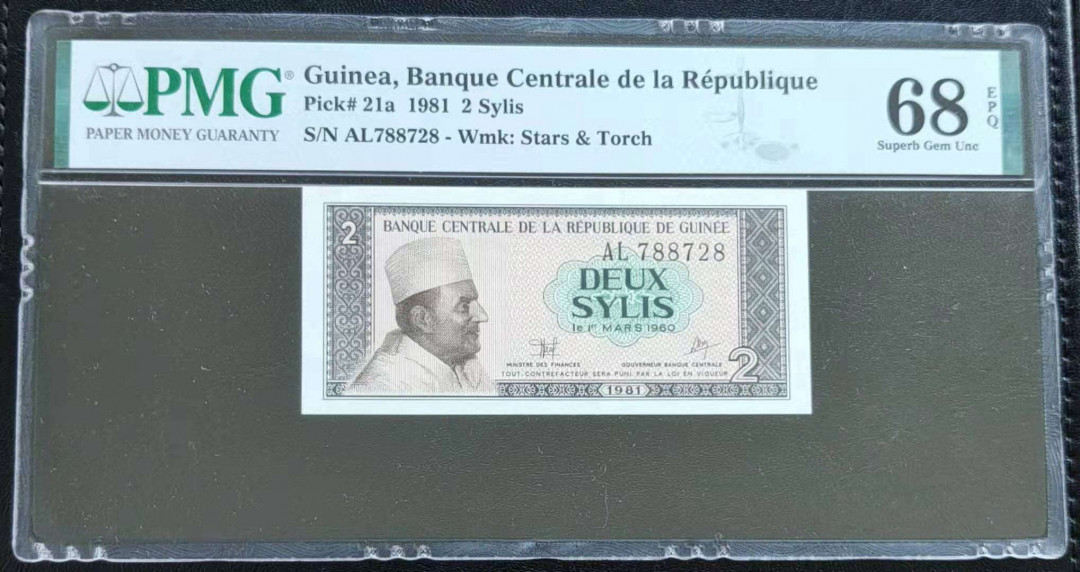 PMG®
PAPER MONEY GUARANTY
Guinea, Banque Centrale de la République
Pick# 21a 1981 2 Sylis
S/N AL788728 - Wmk: Stars & Torch
68
EPQ
Superb Gem Unc
2
BANQUE CENTRALE DE LA RÉPUBLIQUE DE GUINÉE
AL 788728
DEUX
SYLIS
le 1er MARS 1960
MINISTRE DES FINANCES GOUVERNEUR BANQUE CENTRALE
TOUT CONTREFACTEUR SERA PUNI PAR LA LOI EN VIGUEUR
2
1981